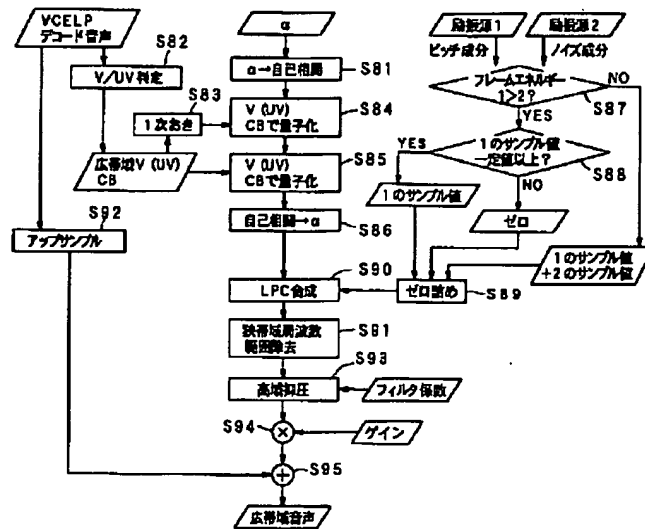 VCELP
デコード音声
S82
V/UV判定
S83
1次おき
広帯域V (UV)
CB
S92
アップサンプル
α
α→自己相関
S81
V (UV)
CBで量子化
S84
V (UV)
CBで量子化
S85
自己相関→α
S86
LPC合成
S90
狭帯域周波数
範囲除去
S91
S93
高域抑圧
フィルタ係数
S94
×
ゲイン
+
S95
広帯域音声
励振源1
励振源2
ピッチ成分
ノイズ成分
フレームエネルギー
1>2?
NO
S87
YES
YES
1のサンプル値
一定値以上?
S88
NO
1のサンプル値
ゼロ
ゼロ詰め
S89
1のサンプル値
+2のサンプル値